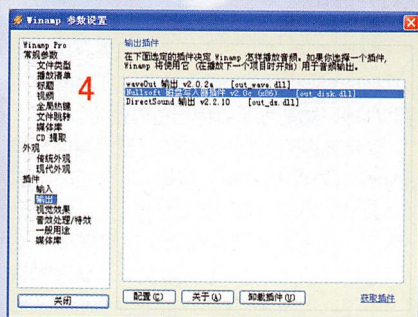 Winamp 参数设置
Winamp Pro
常规参数
文件类型
播放清单
标题
视频
全局热键
文件跳转
媒体库
CD 提取
外观
传统外观
现代外观
插件
输入
输出
视觉效果
音效处理/特效
一般用途
媒体库
4
关闭
输出插件
在下面选定的插件决定 Winamp 怎样播放音频. 如果你选择一个插件,
Winamp 将使用它 (在播放下一个项目时开始) 用于音频输出.
waveOut 输出 v2.0.2a [out_wave.dll]
Nullsoft 磁盘写入器插件 v2.0c (x86) [out_disk.dll]
DirectSound 输出 v2.2.10 [out_ds.dll]
配置(C) 关于(A) 卸载插件(U) 获取插件